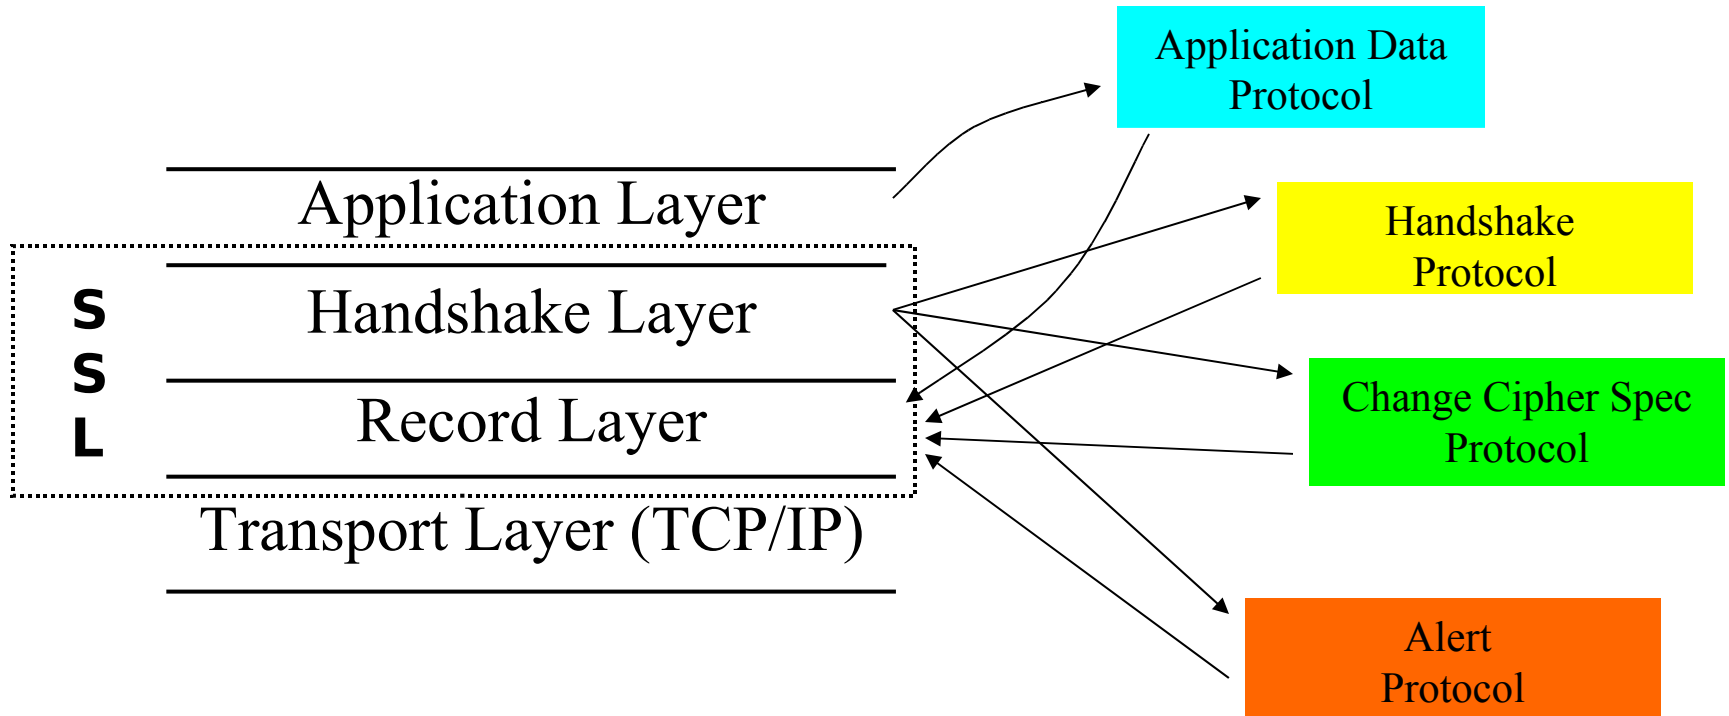 Application Data
Protocol
Application Layer
Handshake
Protocol
S
S
L
Handshake Layer
Change Cipher Spec
Protocol
Record Layer
Transport Layer (TCP/IP)
Alert
Protocol